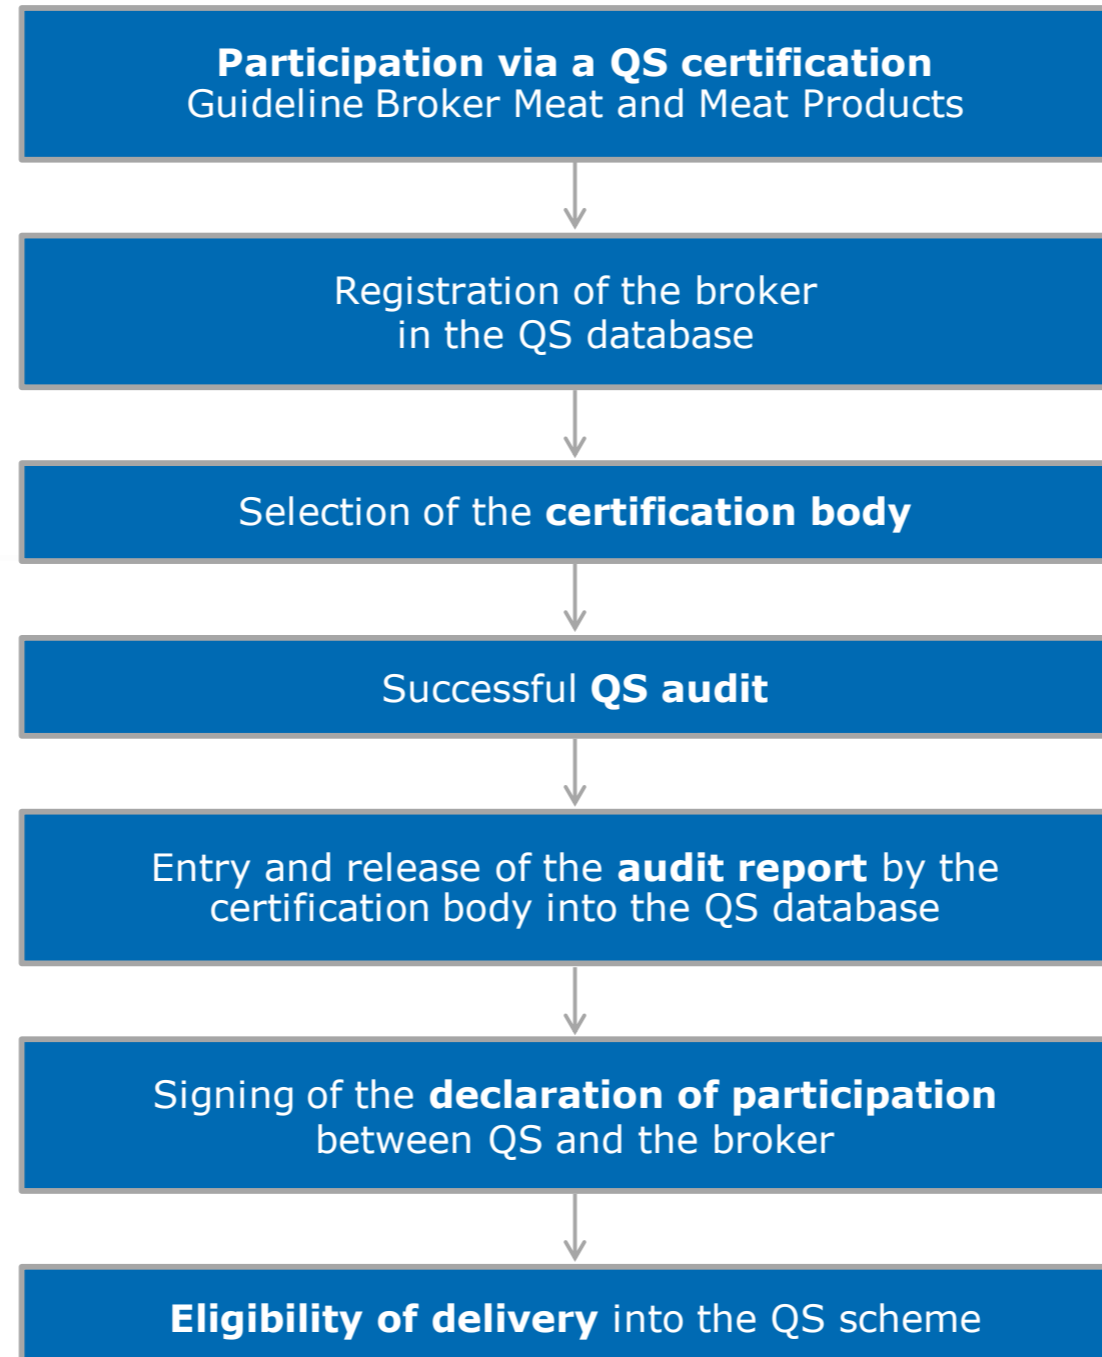 Participation via a QS certification
Guideline Broker Meat and Meat Products
Registration of the broker
in the QS database
Selection of the certification body
Successful QS audit
Entry and release of the audit report by the
certification body into the QS database
Signing of the declaration of participation
between QS and the broker
Eligibility of delivery into the QS scheme